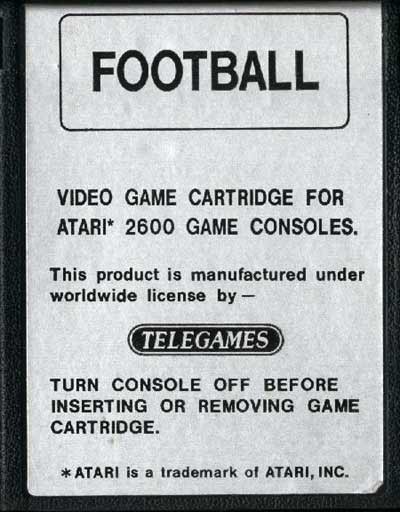 FOOTBALL
VIDEO GAME CARTRIDGE FOR
ATARI* 2600 GAME CONSOLES.
This product is manufactured under
worldwide license by —
TELEGAMES
TURN CONSOLE OFF BEFORE
INSERTING OR REMOVING GAME
CARTRIDGE.
*ATARI is a trademark of ATARI, INC.